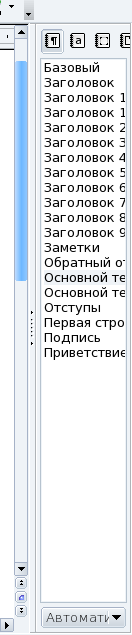 Базовый
Заголовок
Заголовок 1
Заголовок 1
Заголовок 2
Заголовок 3
Заголовок 4
Заголовок 5
Заголовок 6
Заголовок 7
Заголовок 8
Заголовок 9
Заметки
Обратный от
Основной те
Основной те
Отступы
Первая стро
Подпись
Приветствие
Автомати